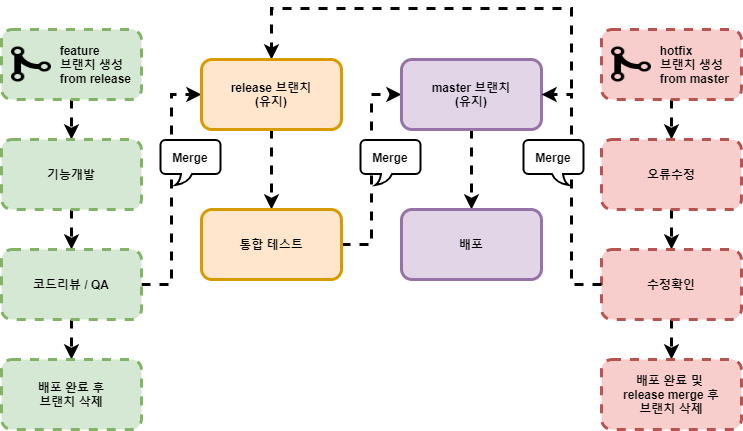 feature
브랜치 생성
from release
기능개발
코드리뷰 / QA
배포 완료 후
브랜치 삭제
Merge
release 브랜치
(유지)
통합 테스트
Merge
master 브랜치
(유지)
배포
Merge
hotfix
브랜치 생성
from master
오류수정
수정확인
배포 완료 및
release merge 후
브랜치 삭제